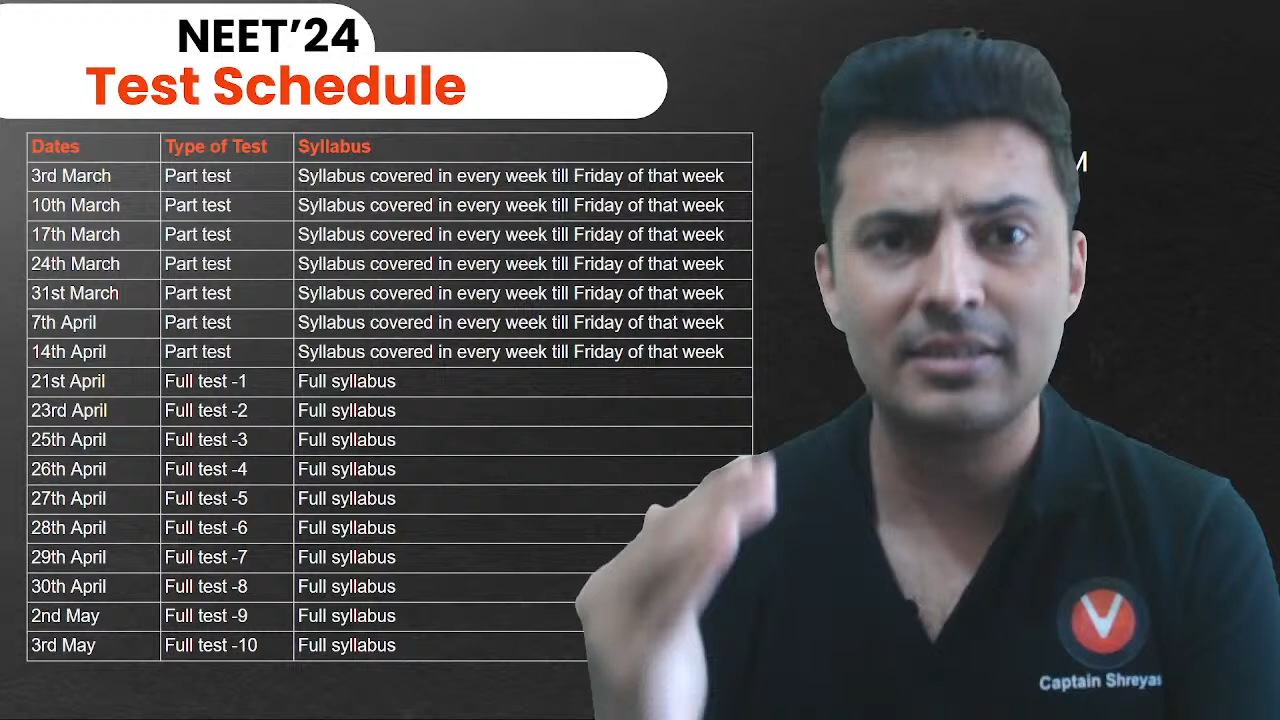 NEET’24
Test Schedule
Dates Type of Test Syllabus
3rd March Part test Syllabus covered in every week till Friday of that week
10th March Part test Syllabus covered in every week till Friday of that week
17th March Part test Syllabus covered in every week till Friday of that week
24th March Part test Syllabus covered in every week till Friday of that week
31st March Part test Syllabus covered in every week till Friday of that week
7th April Part test Syllabus covered in every week till Friday of that week
14th April Part test Syllabus covered in every week till Friday of that week
21st April Full test -1 Full syllabus
23rd April Full test -2 Full syllabus
25th April Full test -3 Full syllabus
26th April Full test -4 Full syllabus
27th April Full test -5 Full syllabus
28th April Full test -6 Full syllabus
29th April Full test -7 Full syllabus
30th April Full test -8 Full syllabus
2nd May Full test -9 Full syllabus
3rd May Full test -10 Full syllabus
V
Captain Shreyas